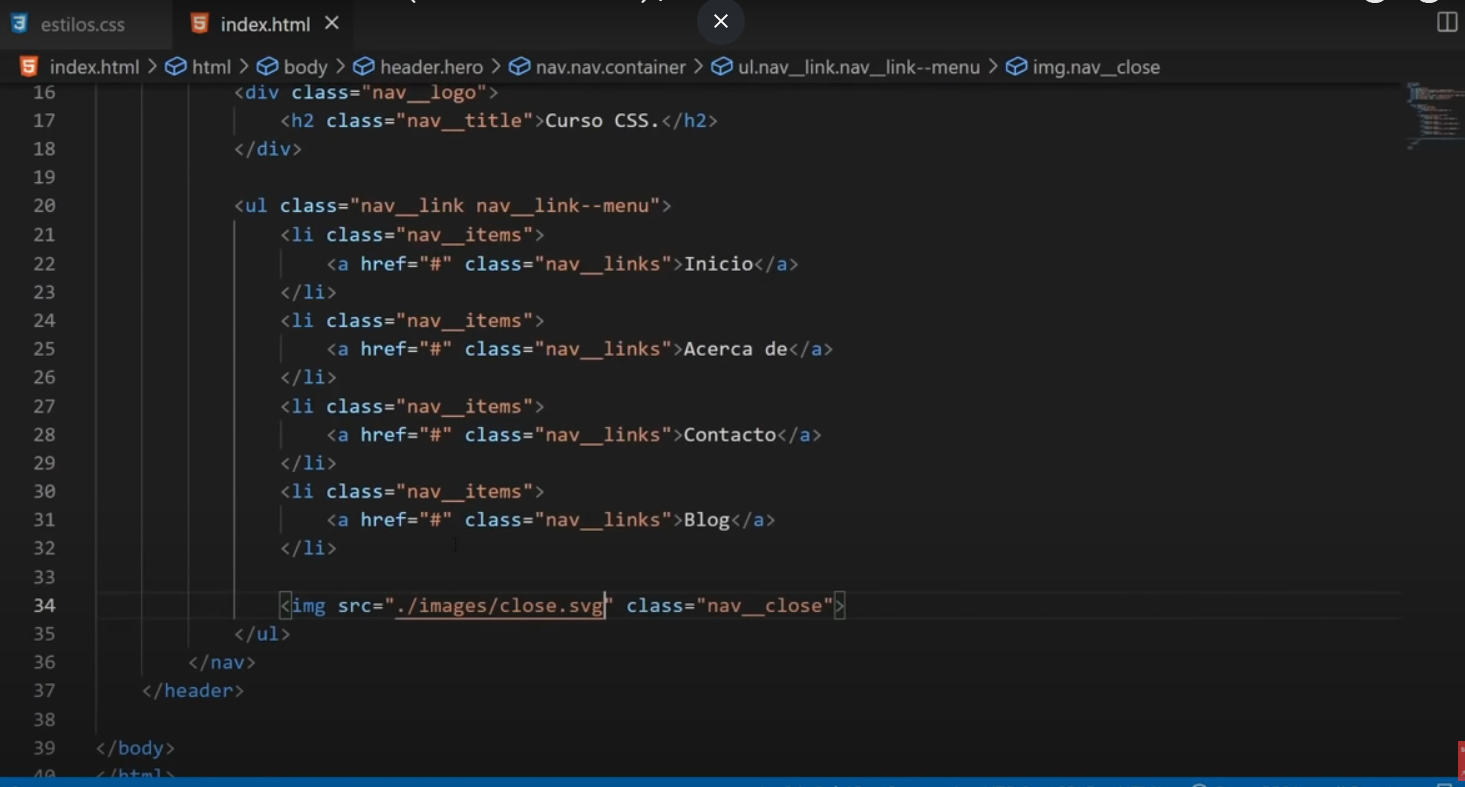 estilos.css
index.html
index.html > html > body > header.hero > nav.nav.container > ul.nav__link.nav__link--menu > img.nav__close
16 <div class="nav__logo">
17 <h2 class="nav__title">Curso CSS.</h2>
18 </div>
19
20 <ul class="nav__link nav__link--menu">
21 <li class="nav__items">
22 <a href="#" class="nav__links">Inicio</a>
23 </li>
24 <li class="nav__items">
25 <a href="#" class="nav__links">Acerca de</a>
26 </li>
27 <li class="nav__items">
28 <a href="#" class="nav__links">Contacto</a>
29 </li>
30 <li class="nav__items">
31 <a href="#" class="nav__links">Blog</a>
32 </li>
33
34 <img src="./images/close.svg" class="nav__close">
35 </ul>
36 </nav>
37 </header>
38
39 </body>
40 </html>